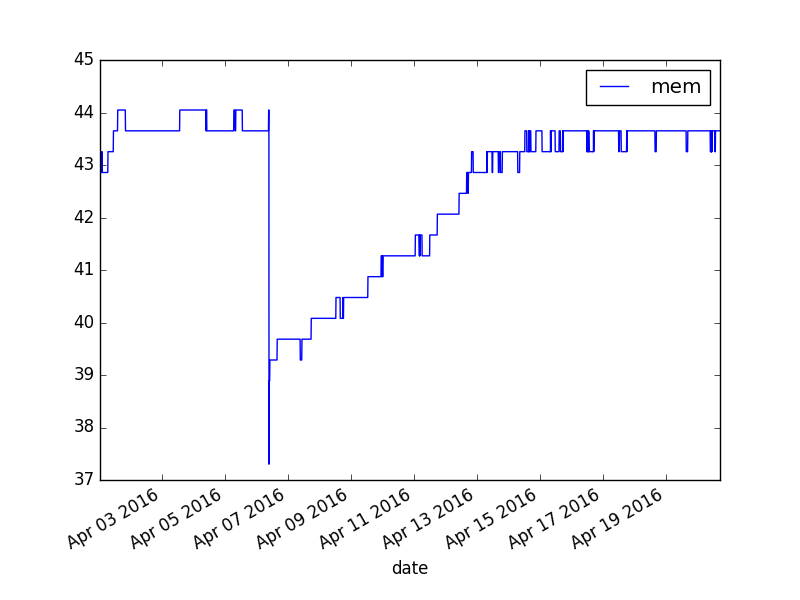 45
44
43
42
41
40
39
38
37
mem
Apr 03 2016
Apr 05 2016
Apr 07 2016
Apr 09 2016
Apr 11 2016
Apr 13 2016
Apr 15 2016
Apr 17 2016
Apr 19 2016
date